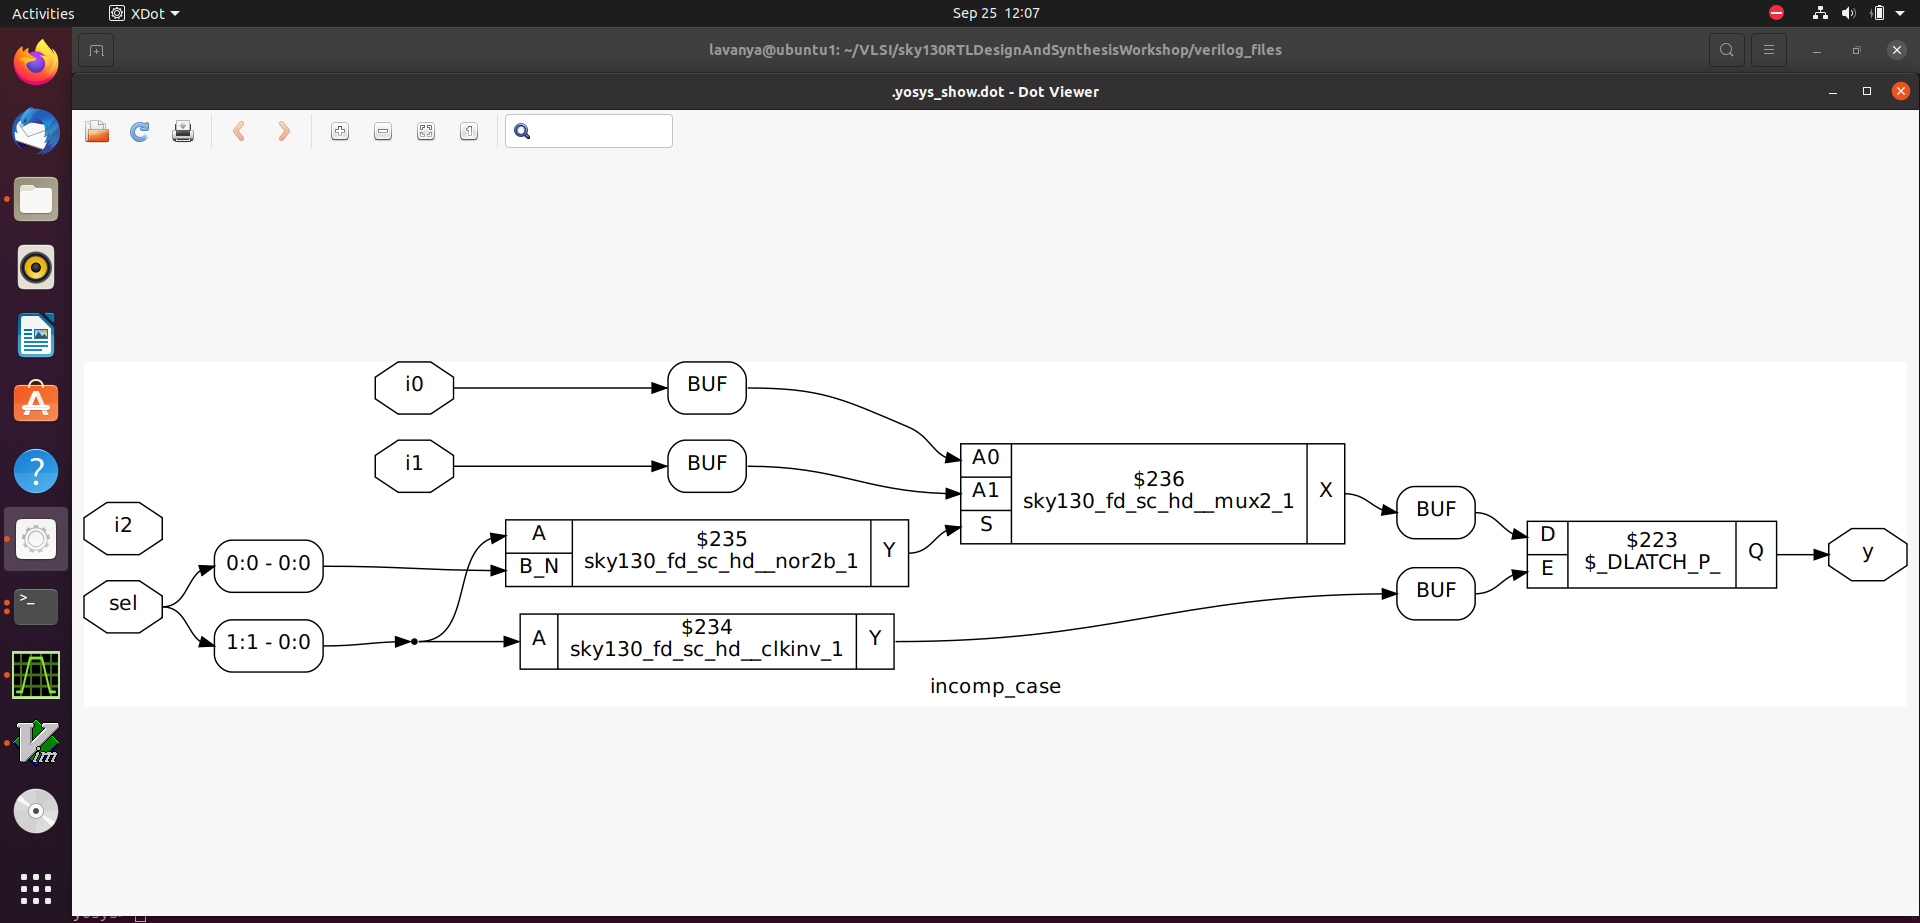 Activities
XDot
Sep 25 12:07
lavanya@ubuntu1: ~/VLSI/sky130RTLDesignAndSynthesisWorkshop/verilog_files
.yosys_show.dot - Dot Viewer
i0
BUF
i1
BUF
A0
A1
S
$236
sky130_fd_sc_hd__mux2_1
X
i2
sel
0:0 - 0:0
1:1 - 0:0
A
B_N
$235
sky130_fd_sc_hd__nor2b_1
Y
A
$234
sky130_fd_sc_hd__clkinv_1
Y
BUF
BUF
D
E
$223
$_DLATCH_P_
Q
y
incomp_case